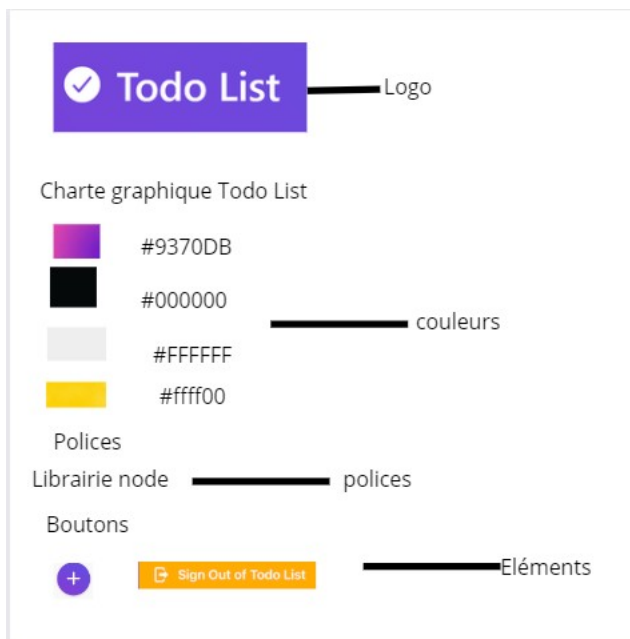 Todo List
Logo
Charte graphique Todo List
#9370DB
#000000
couleurs
#FFFFFF
#ffff00
Polices
Librairie node polices
Boutons
Sign Out of Todo List
Eléments